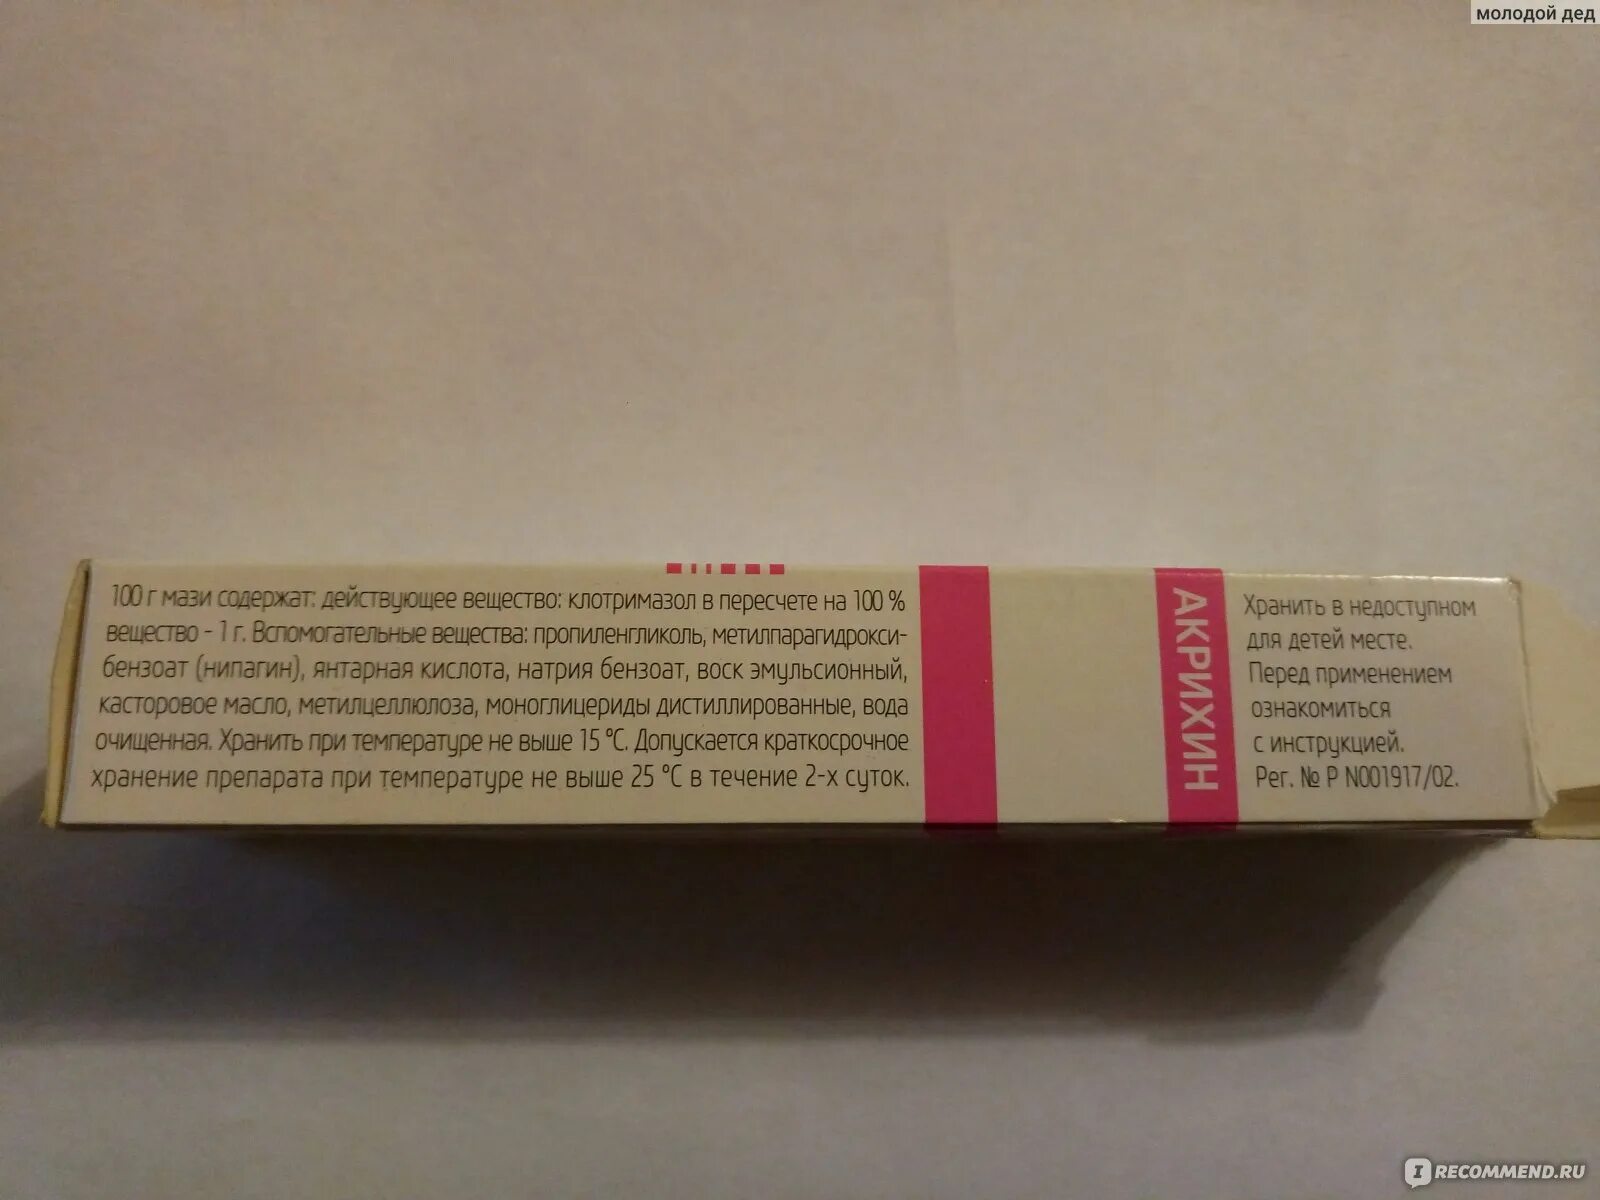 молодой дед
100 г мази содержат: действующее вещество: клотримазол в пересчете на 100 %
вещество - 1 г. Вспомогательные вещества: пропиленгликоль, метилпарагидрокси-
бензоат (нипагин), янтарная кислота, натрия бензоат, воск эмульсионный,
касторовое масло, метилцеллюлоза, моноглицериды дистиллированные, вода
очищенная. Хранить при температуре не выше 15 °С. Допускается краткосрочное
хранение препарата при температуре не выше 25 °С в течение 2-х суток.
АКРИХИН
Хранить в недоступном
для детей месте.
Перед применением
ознакомиться
с инструкцией.
Рег. № Р N001917/02.
IRECOMMEND.RU